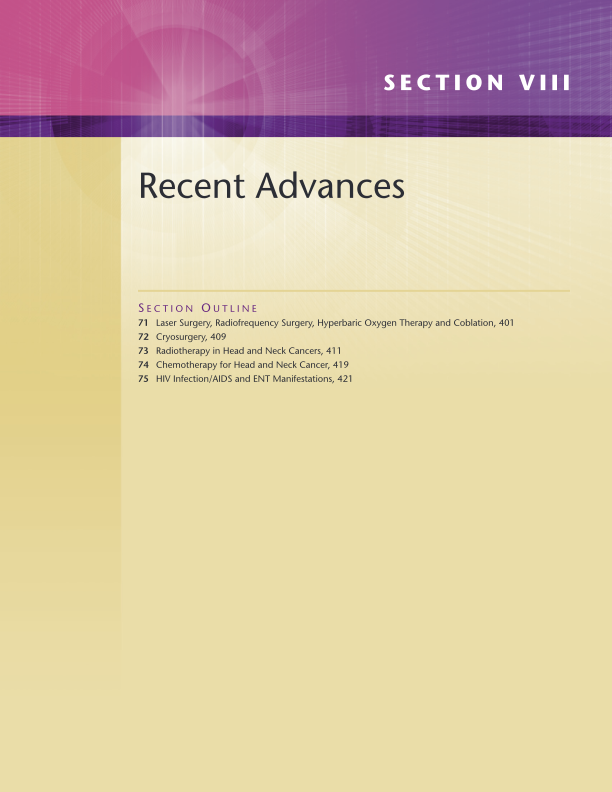 SECTION VIII
Recent Advances
SECTION OUTLINE
71 Laser Surgery, Radiofrequency Surgery, Hyperbaric Oxygen Therapy and Coblation, 401
72 Cryosurgery, 409
73 Radiotherapy in Head and Neck Cancers, 411
74 Chemotherapy for Head and Neck Cancer, 419
75 HIV Infection/AIDS and ENT Manifestations, 421